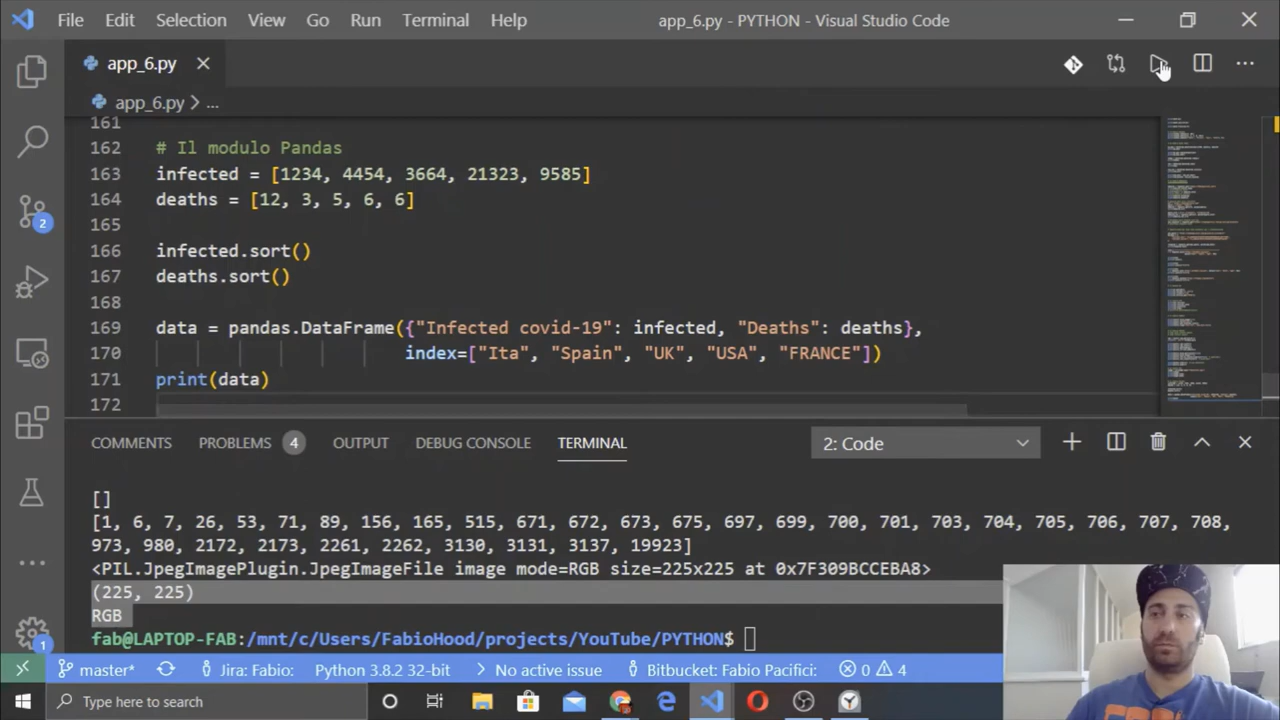 File Edit Selection View Go Run Terminal Help app_6.py - PYTHON - Visual Studio Code
app_6.py
app_6.py > ...
161
162 # Il modulo Pandas
163 infected = [1234, 4454, 3664, 21323, 9585]
164 deaths = [12, 3, 5, 6, 6]
165
166 infected.sort()
167 deaths.sort()
168
169 data = pandas.DataFrame({"Infected covid-19": infected, "Deaths": deaths},
170 index=["Ita", "Spain", "UK", "USA", "FRANCE"])
171 print(data)
172
2
COMMENTS PROBLEMS 4 OUTPUT DEBUG CONSOLE TERMINAL 2: Code
[]
[1, 6, 7, 26, 53, 71, 89, 156, 165, 515, 671, 672, 673, 675, 697, 699, 700, 701, 703, 704, 705, 706, 707, 708,
973, 980, 2172, 2173, 2261, 2262, 3130, 3131, 3137, 19923]
<PIL.JpegImagePlugin.JpegImageFile image mode=RGB size=225x225 at 0x7F309BCCEBA8>
(225, 225)
RGB
fab@LAPTOP-FAB:/mnt/c/Users/FabioHood/projects/YouTube/PYTHON$
1
master* Jira: Fabio: Python 3.8.2 32-bit No active issue Bitbucket: Fabio Pacifici: 0 4
Type here to search